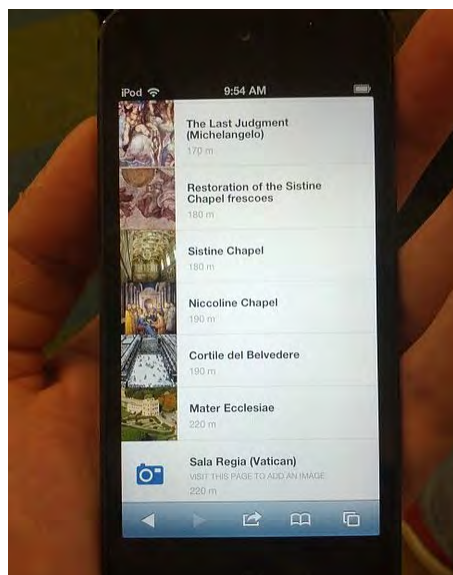 iPod
9:54 AM
The Last Judgment
(Michelangelo)
170 m
Restoration of the Sistine
Chapel frescoes
180 m
Sistine Chapel
180 m
Niccoline Chapel
190 m
Cortile del Belvedere
190 m
Mater Ecclesiae
220 m
Sala Regia (Vatican)
VISIT THIS PAGE TO ADD AN IMAGE
220 m